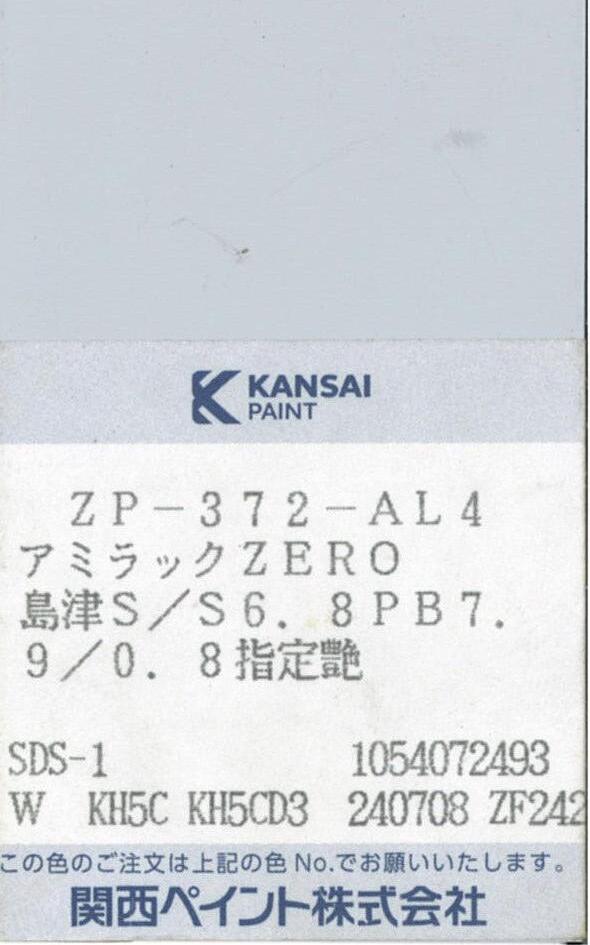 KANSAI
PAINT
ZP-372-AL4
アミラックZERO
島津S/S6.8PB7.
9/0.8指定艶
SDS-1 1054072493
W KH5C KH5CD3 240708 ZF242
この色のご注文は上記の色No.でお願いいたします。
関西ペイント株式会社